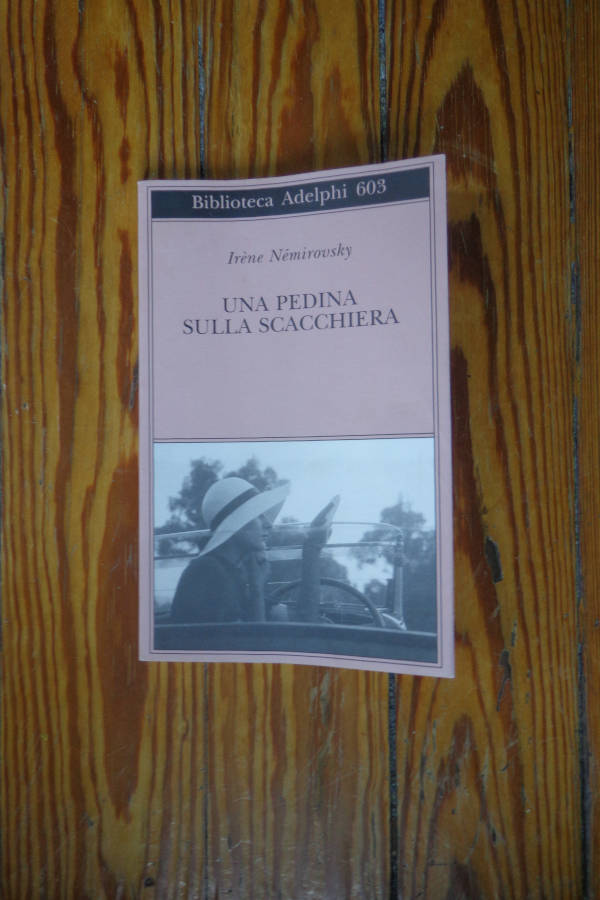 Biblioteca Adelphi 603
Irène Némirovsky
UNA PEDINA
SULLA SCACCHIERA